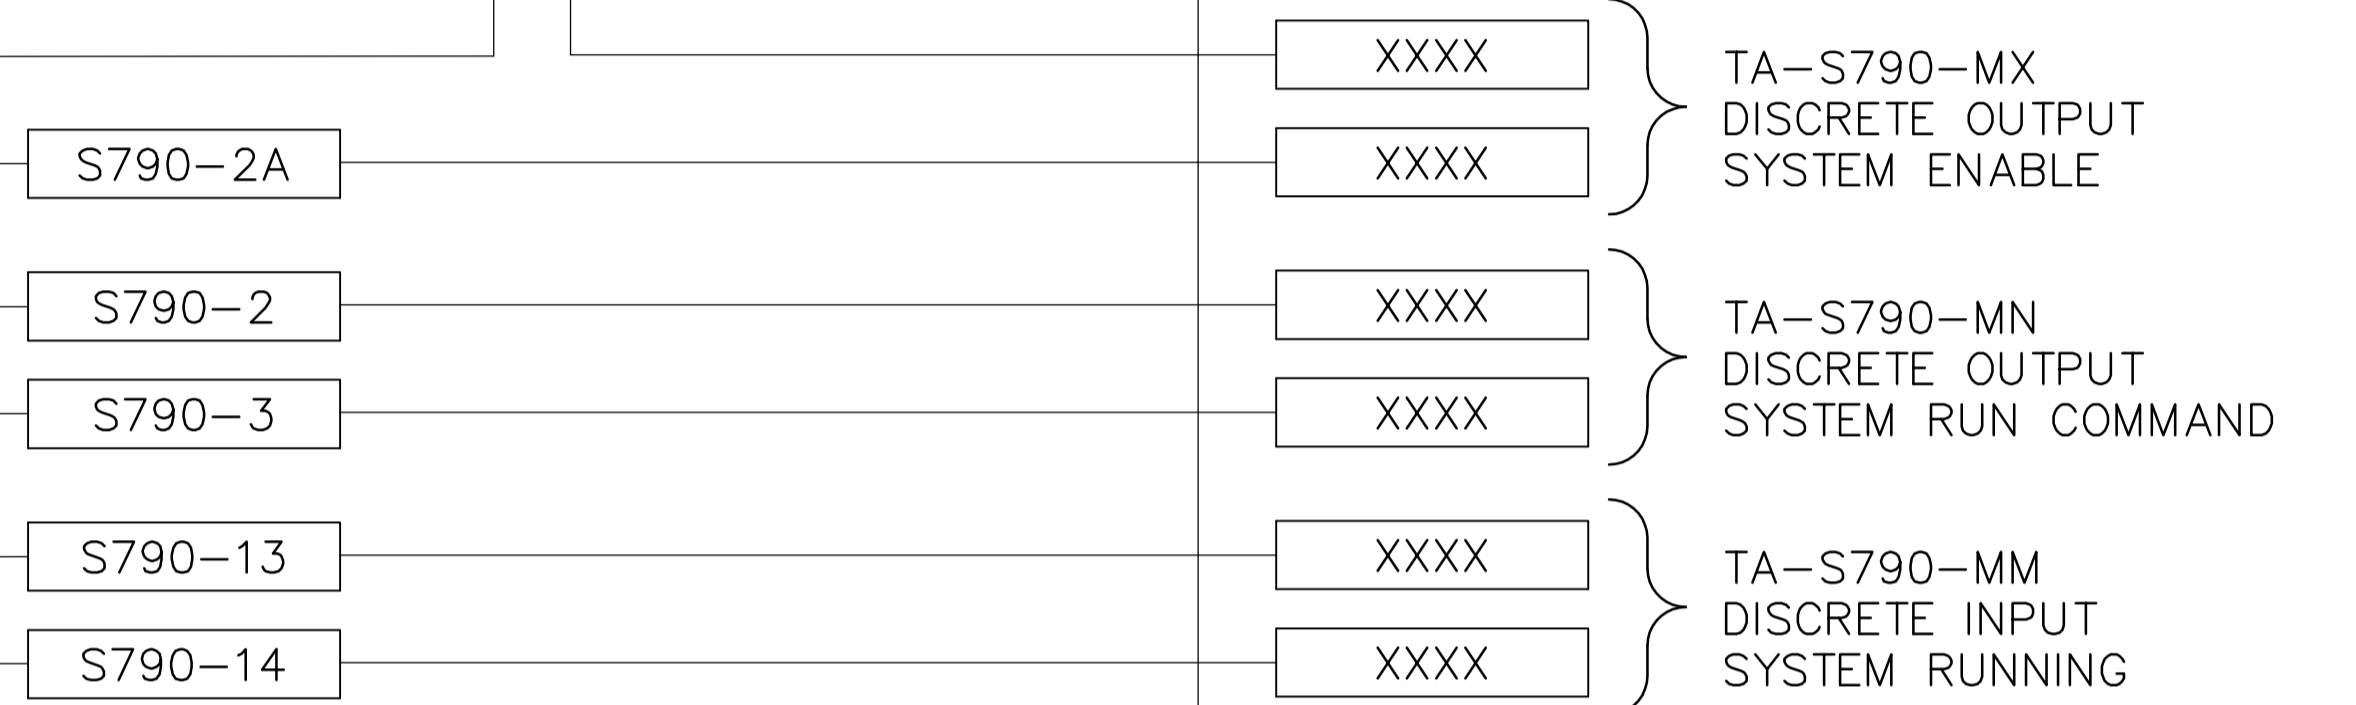 XXXX
TA-S790-MX
DISCRETE OUTPUT
SYSTEM ENABLE
S790-2A
XXXX
S790-2
XXXX
TA-S790-MN
DISCRETE OUTPUT
SYSTEM RUN COMMAND
S790-3
XXXX
S790-13
XXXX
TA-S790-MM
DISCRETE INPUT
SYSTEM RUNNING
S790-14
XXXX